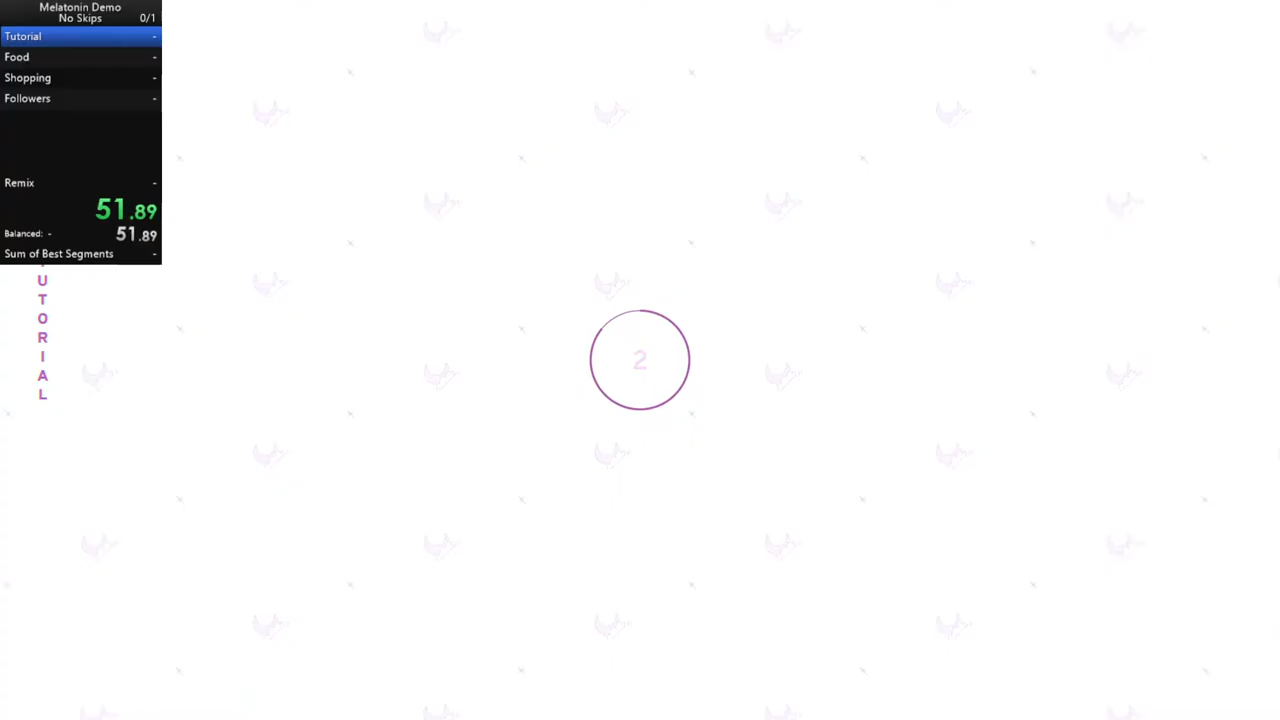 Melatonin Demo
No Skips 0/1
Tutorial -
Food -
Shopping -
Followers -
Remix -
51.89
Balanced: - 51.89
Sum of Best Segments -
U
T
O
R
I
A
L
2